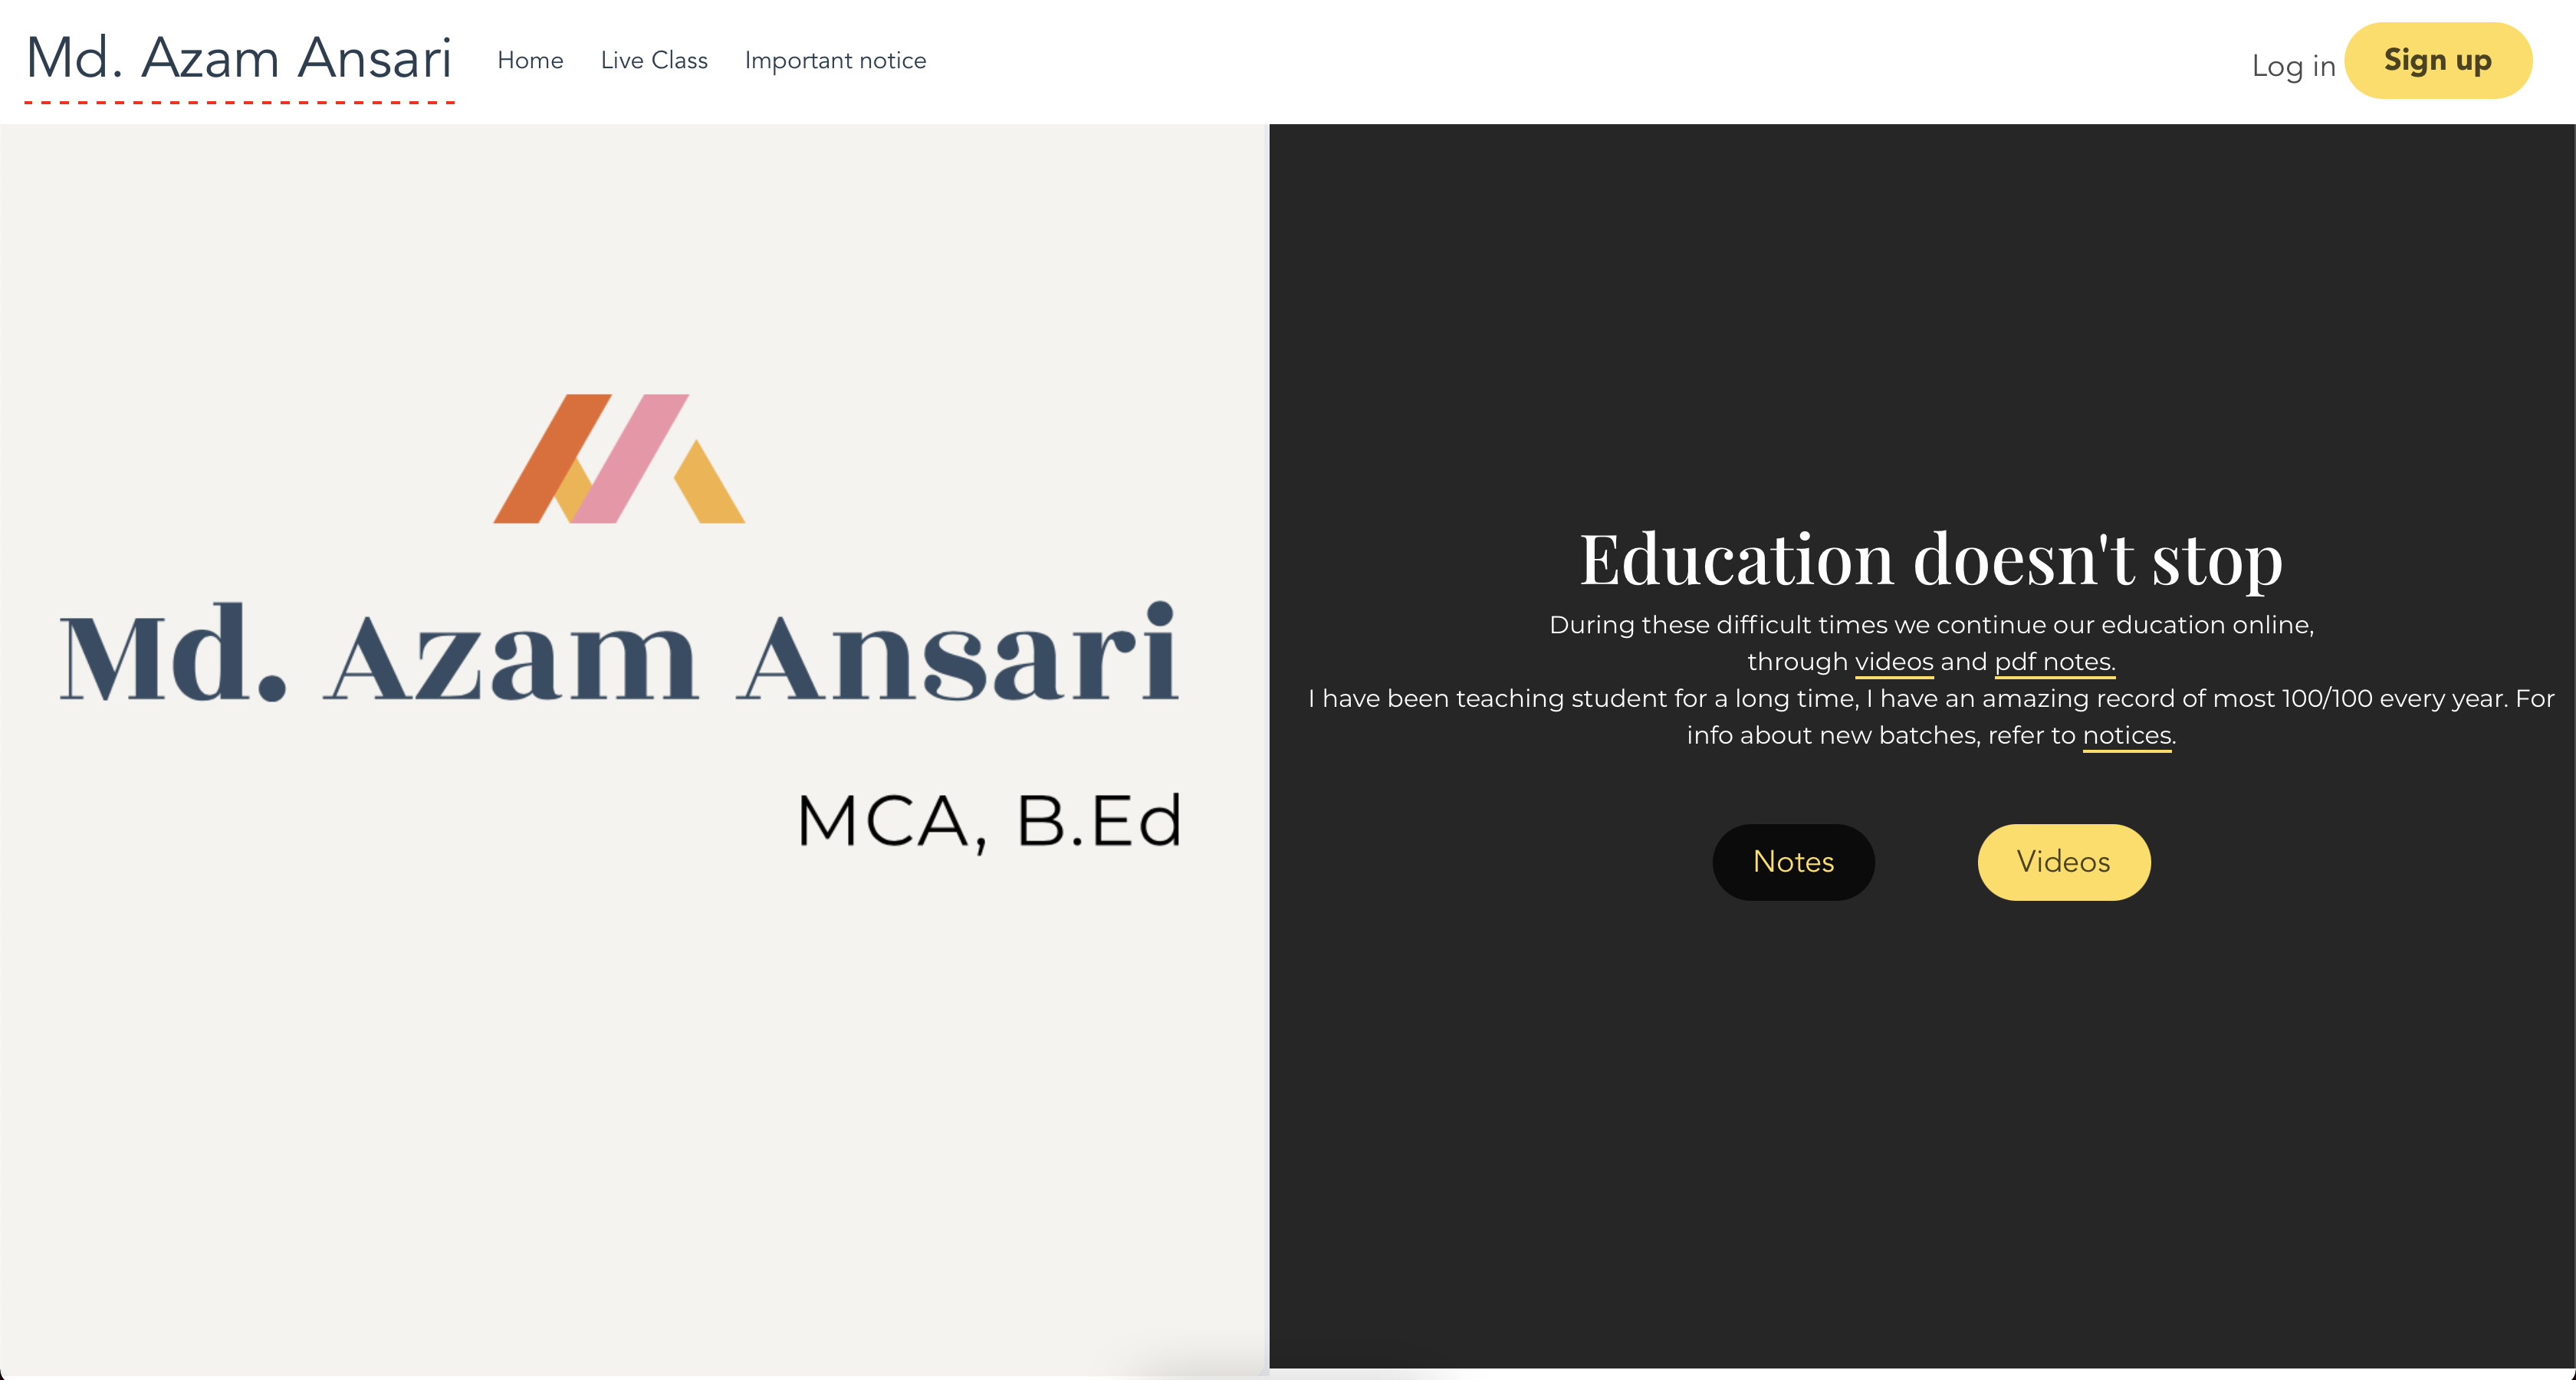 Md. Azam Ansari
Home
Live Class
Important notice
Log in
Sign up
Md. Azam Ansari
MCA, B.Ed
Education doesn't stop
During these difficult times we continue our education online,
through videos and pdf notes.
I have been teaching student for a long time, I have an amazing record of most 100/100 every year. For
info about new batches, refer to notices.
Notes
Videos